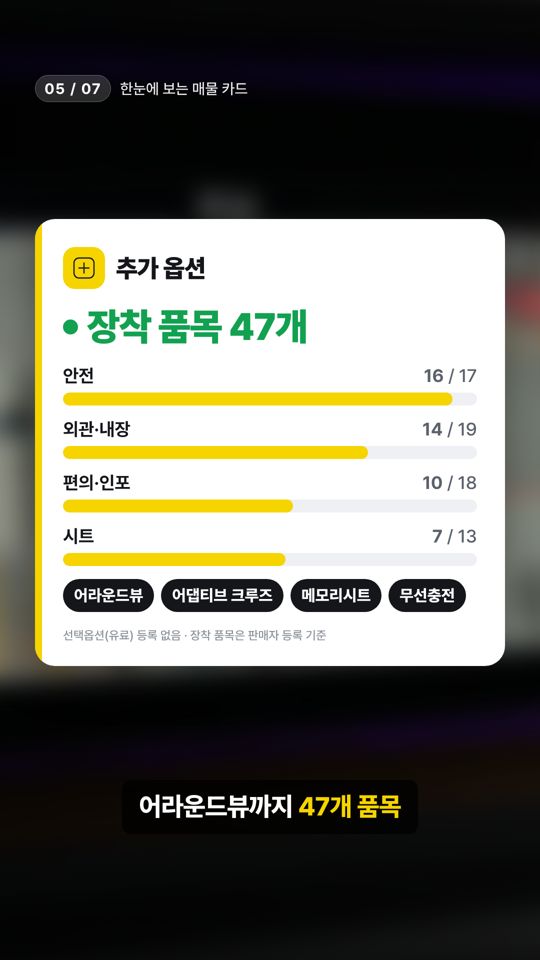 05 / 07 한눈에 보는 매물 카드
추가 옵션
• 장착 품목 47개
안전 16 / 17
외관·내장 14 / 19
편의·인포 10 / 18
시트 7 / 13
어라운드뷰 어댑티브 크루즈 메모리시트 무선충전
선택옵션(유료) 등록 없음 · 장착 품목은 판매자 등록 기준
어라운드뷰까지 47개 품목